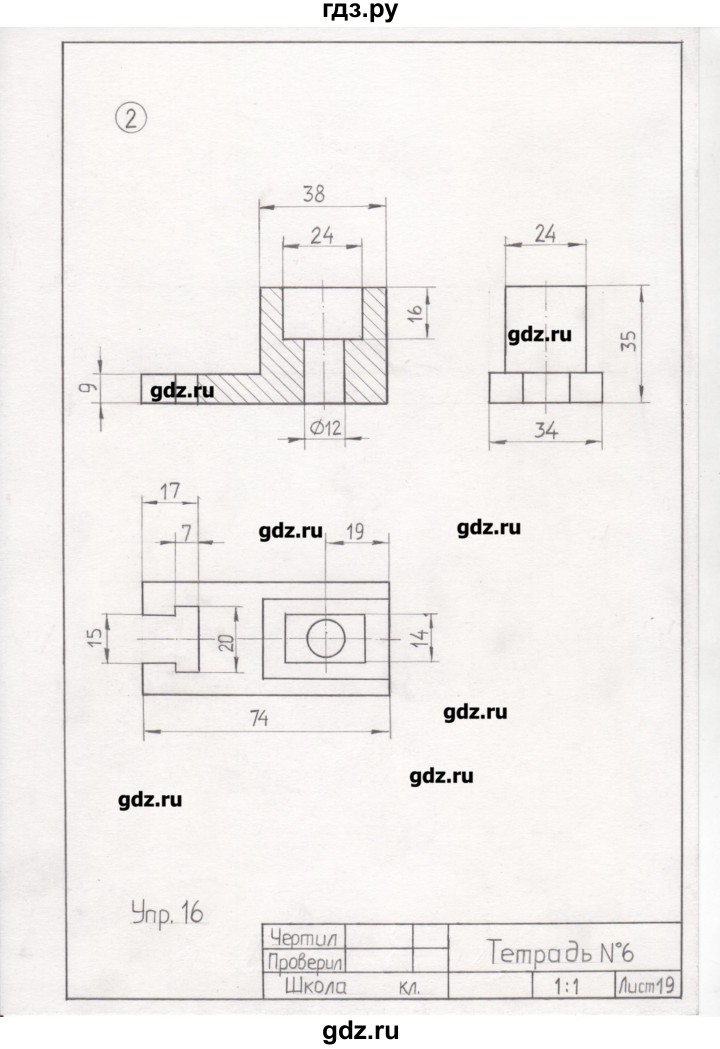 гдз.ру
2
38
24
24
16
35
9
gdz.ru
gdz.ru
Ø12
34
17
7
19
gdz.ru
gdz.ru
15
20
14
74
gdz.ru
gdz.ru
gdz.ru
Упр. 16
Чертил
Проверил
Тетрадь №6
Школа кл.
1:1
Лист 19
gdz.ru